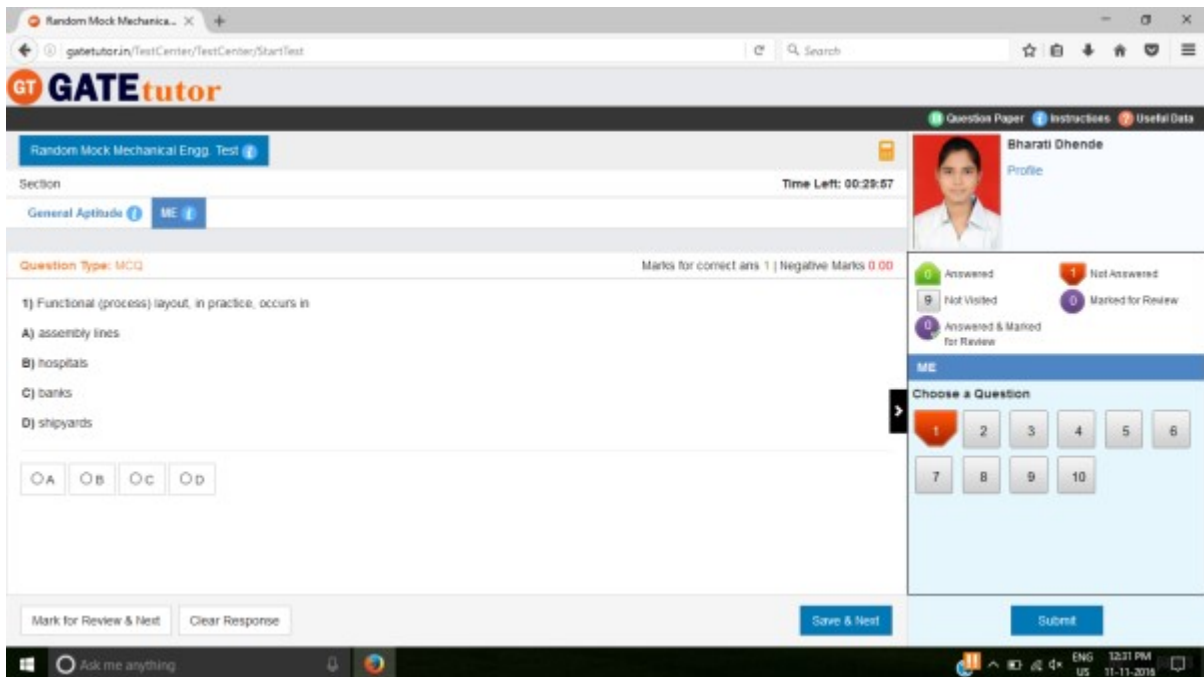 Random Mock Mechanica...
gatetutor.in/TestCenter/TestCenter/StartTest
Search
GT GATEtutor
Question Paper Instructions Useful Data
Random Mock Mechanical Engg. Test
Bharati Dhende
Profile
Section
Time Left: 00:29:57
General Aptitude ME
Question Type: MCQ
Marks for correct ans 1 | Negative Marks 0.00
1) Functional (process) layout, in practice, occurs in
A) assembly lines
B) hospitals
C) banks
D) shipyards
A B C D
0 Answered
1 Not Answered
9 Not Visited
0 Marked for Review
0 Answered & Marked
for Review
ME
Choose a Question
1 2 3 4 5 6
7 8 9 10
Mark for Review & Next Clear Response Save & Next Submit
Ask me anything
ENG
US
12:31 PM
11-11-2016